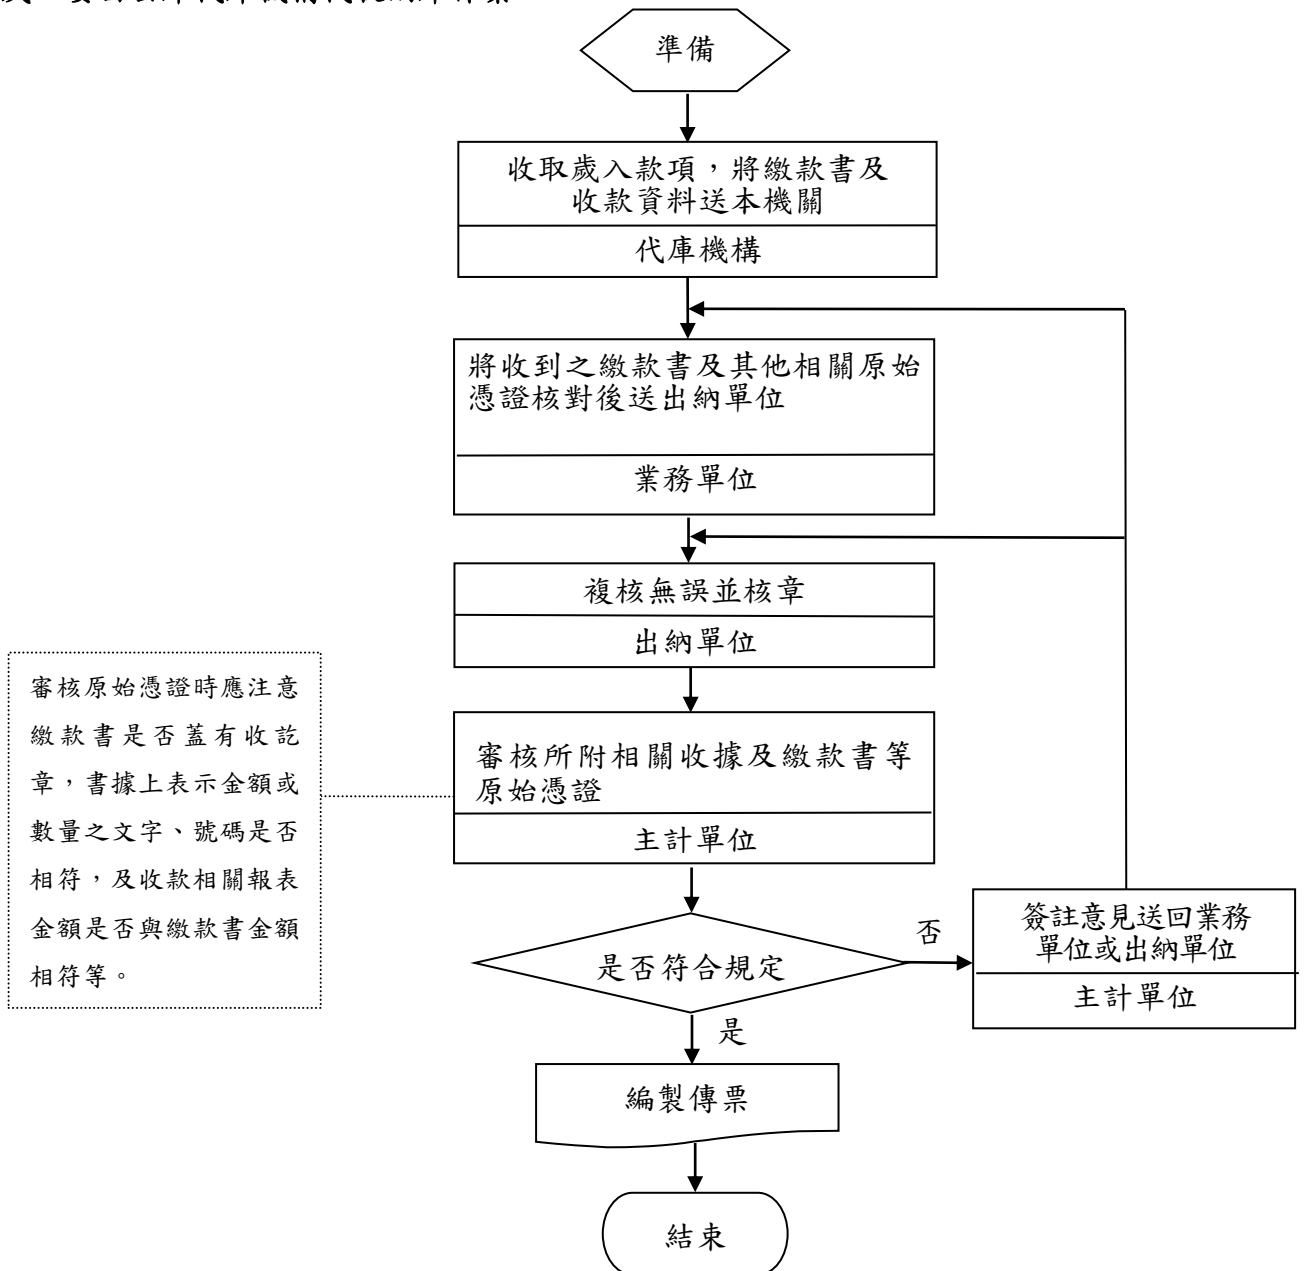 準備
收取歲入款項，將繳款書及
收款資料送本機關
代庫機構
將收到之繳款書及其他相關原始
憑證核對後送出納單位
業務單位
複核無誤並核章
出納單位
審核原始憑證時應注意
繳款書是否蓋有收訖
章，書據上表示金額或
數量之文字、號碼是否
相符，及收款相關報表
金額是否與繳款書金額
相符等。
審核所附相關收據及繳款書等
原始憑證
主計單位
是否符合規定
否
簽註意見送回業務
單位或出納單位
主計單位
是
編製傳票
結束